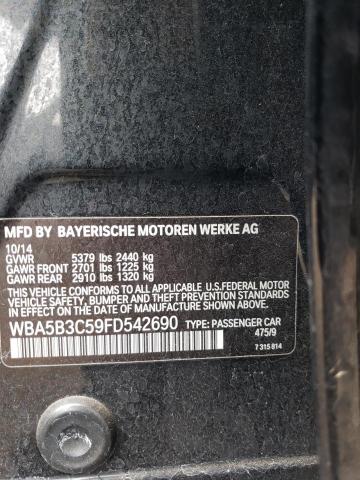 MFD BY BAYERISCHE MOTOREN WERKE AG
10/14
GVWR 5379 lbs 2440 kg
GAWR FRONT 2701 lbs 1225 kg
GAWR REAR 2910 lbs 1320 kg
THIS VEHICLE CONFORMS TO ALL APPLICABLE
U.S. FEDERAL MOTOR
VEHICLE SAFETY, BUMPER, AND THEFT PREVENTION STANDARDS
IN EFFECT ON THE DATE OF MANUFACTURE SHOWN ABOVE.
WBA5B3C59FD542690
TYPE: PASSENGER CAR
475/9
7 315 814